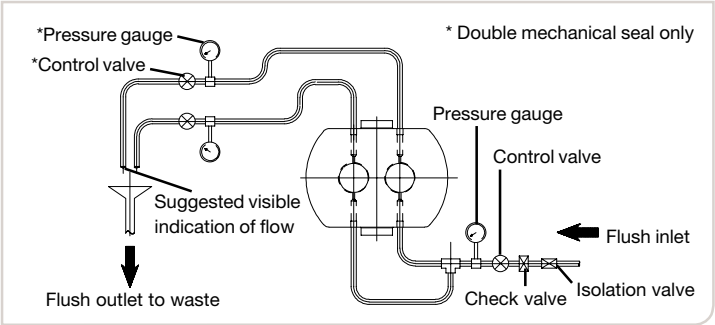 *Pressure gauge
* Double mechanical seal only
*Control valve
Pressure gauge
Control valve
Suggested visible
indication of flow
Flush inlet
Flush outlet to waste
Check valve
Isolation valve